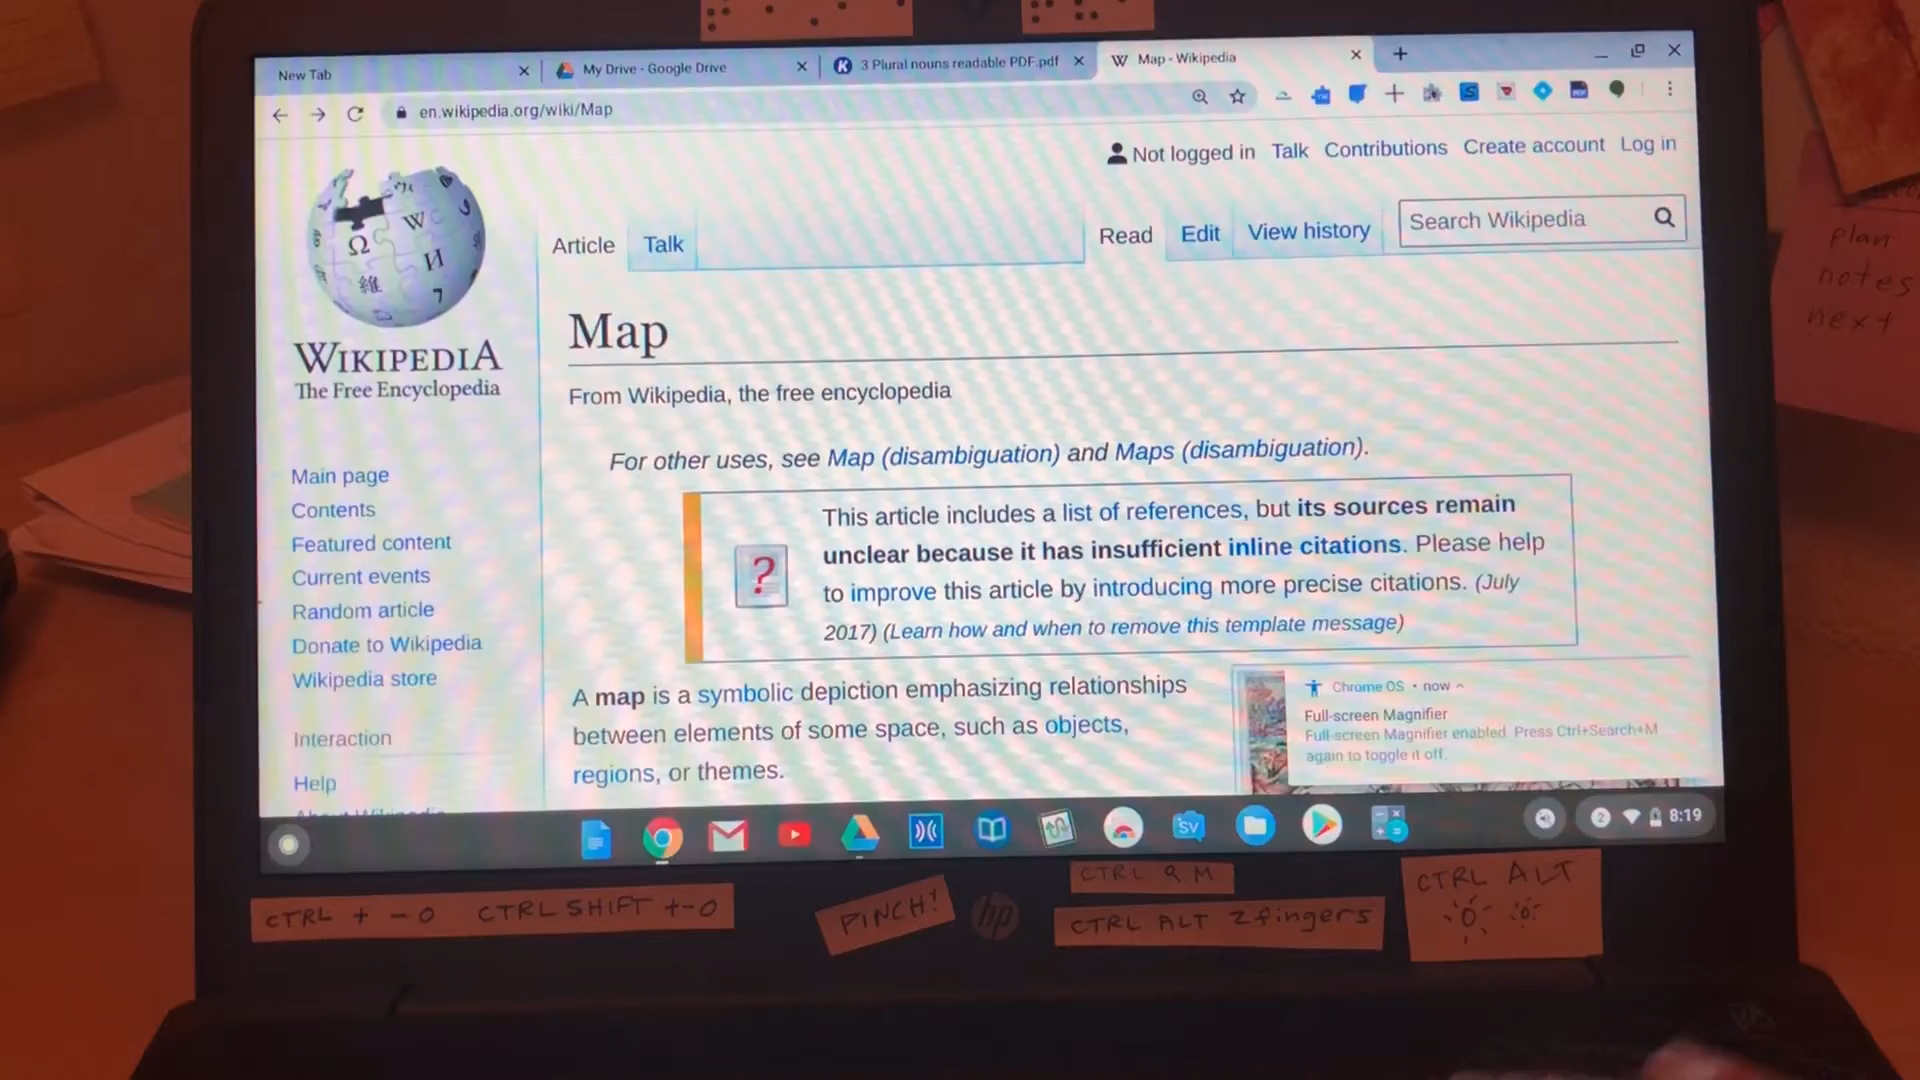 New Tab
My Drive - Google Drive
3 Plural nouns readable PDF.pdf
Map - Wikipedia
en.wikipedia.org/wiki/Map
Not logged in Talk Contributions Create account Log in
Article Talk
Read Edit View history
Search Wikipedia
WIKIPEDIA
The Free Encyclopedia
Map
From Wikipedia, the free encyclopedia
For other uses, see Map (disambiguation) and Maps (disambiguation).
This article includes a list of references, but its sources remain
unclear because it has insufficient inline citations. Please help
to improve this article by introducing more precise citations. (July
2017) (Learn how and when to remove this template message)
A map is a symbolic depiction emphasizing relationships
between elements of some space, such as objects,
regions, or themes.
Main page
Contents
Featured content
Current events
Random article
Donate to Wikipedia
Wikipedia store
Interaction
Help
About Wikipedia
Chrome OS • now
Full-screen Magnifier
Full-screen Magnifier enabled. Press Ctrl+Search+M
again to toggle it off.
SV
2
8:19
CTRL + - 0 CTRL SHIFT + - 0
PINCH!
hp
CTRL Q M
CTRL ALT 2 fingers
CTRL ALT
Plan
notes
next